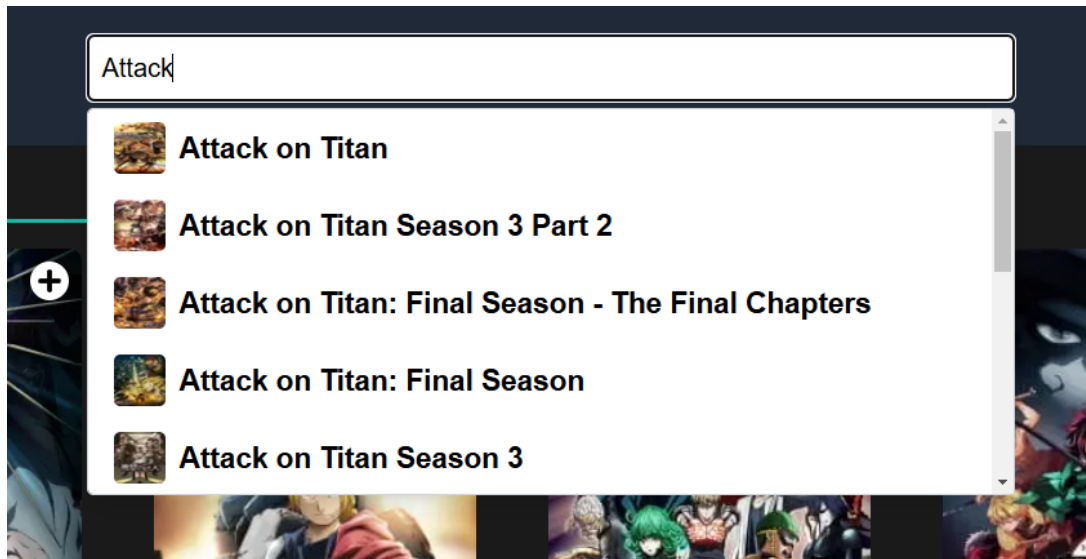 Attack
Attack on Titan
Attack on Titan Season 3 Part 2
Attack on Titan: Final Season - The Final Chapters
Attack on Titan: Final Season
Attack on Titan Season 3